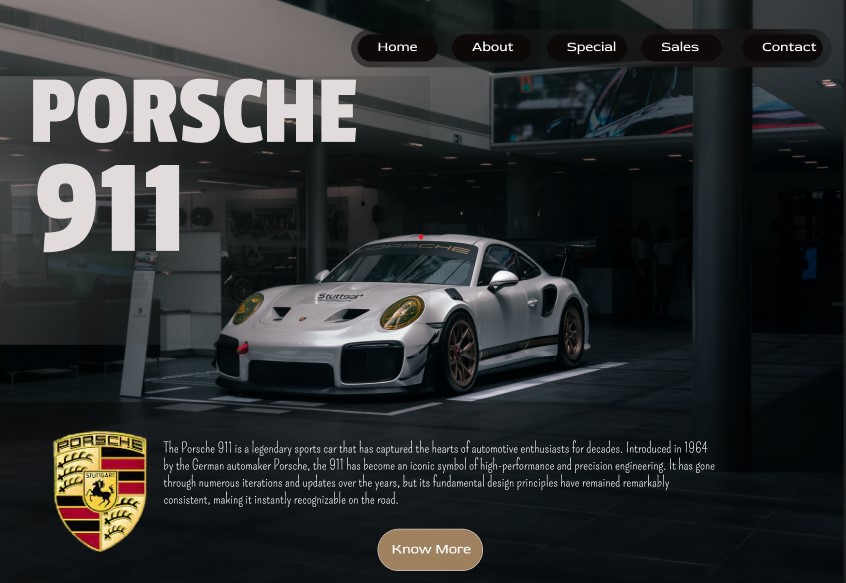 Home
About
Special
Sales
Contact
PORSCHE
911
PORSCHE
Stuttgart
PORSCHE
STUTTGART
The Porsche 911 is a legendary sports car that has captured the hearts of automotive enthusiasts for decades. Introduced in 1964
by the German automaker Porsche, the 911 has become an iconic symbol of high-performance and precision engineering. It has gone
through numerous iterations and updates over the years, but its fundamental design principles have remained remarkably
consistent, making it instantly recognizable on the road.
Know More